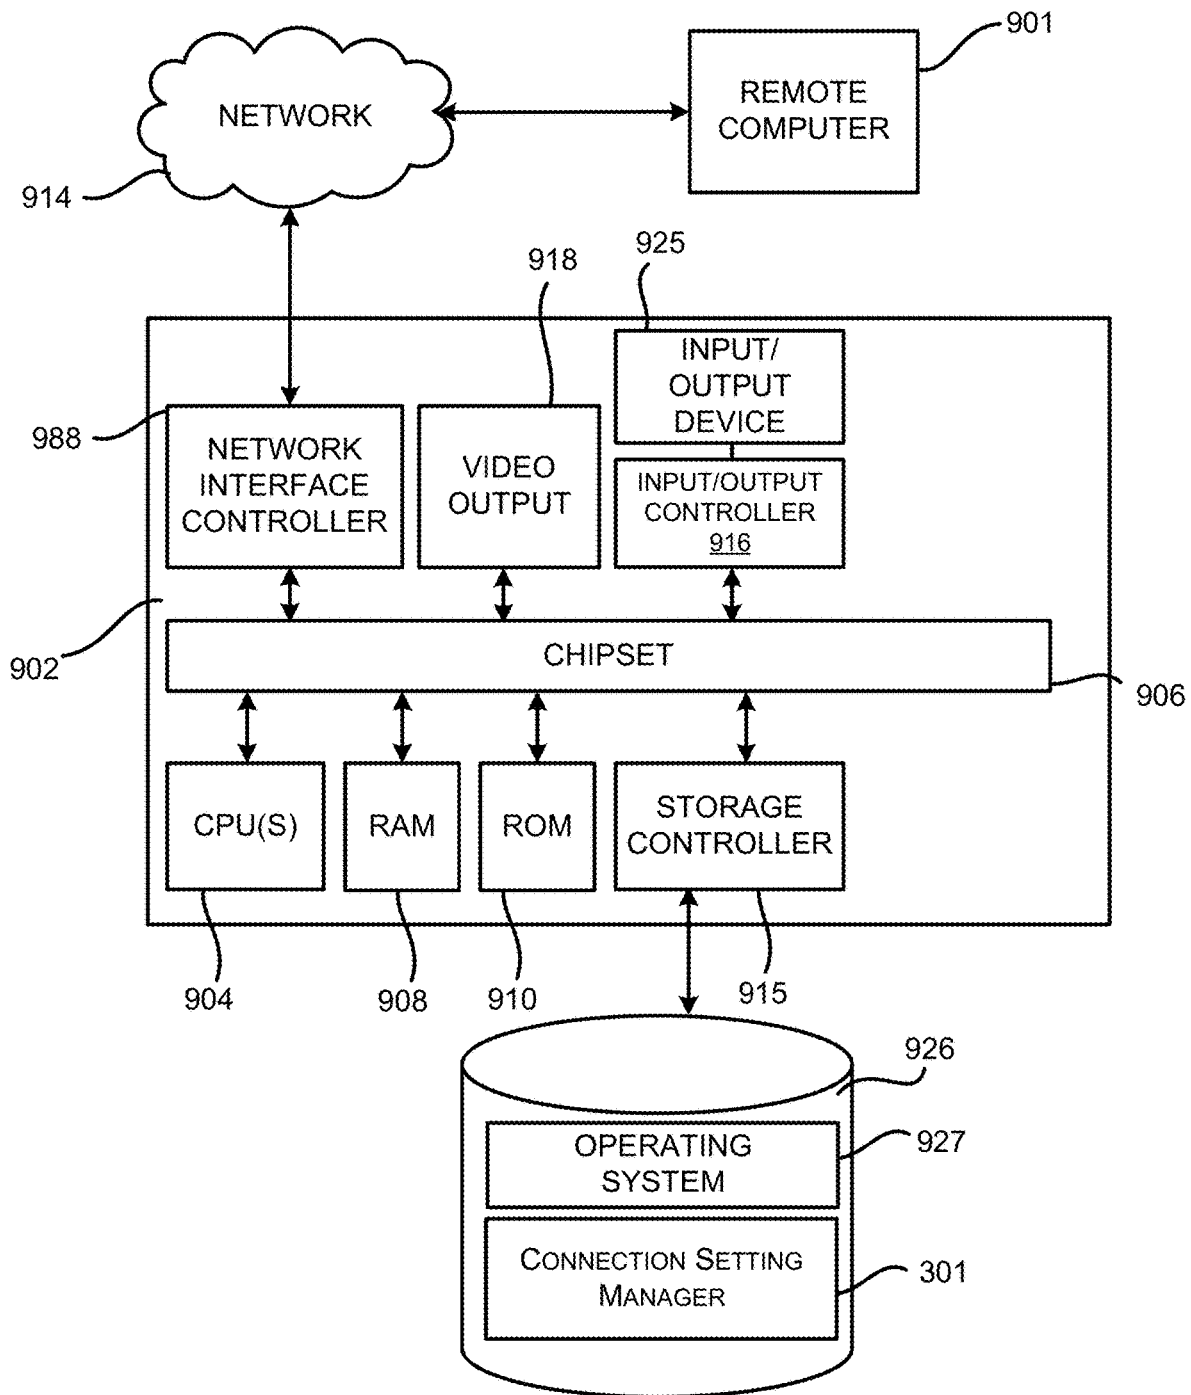 901
REMOTE
COMPUTER
NETWORK
914
925
918
INPUT/
OUTPUT
DEVICE
988
NETWORK
INTERFACE
CONTROLLER
VIDEO
OUTPUT
INPUT/OUTPUT
CONTROLLER
916
902
CHIPSET
906
CPU(S)
RAM
ROM
STORAGE
CONTROLLER
904
908
910
915
926
OPERATING
SYSTEM
927
CONNECTION SETTING
MANAGER
301